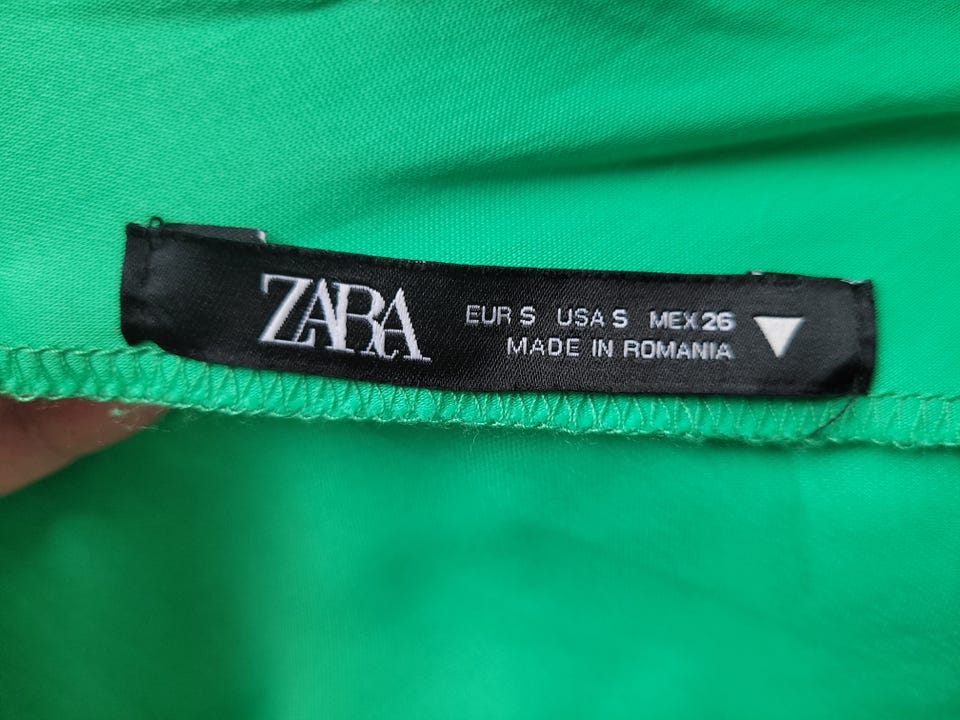 ZARA
EUR S USA S MEX 26
MADE IN ROMANIA